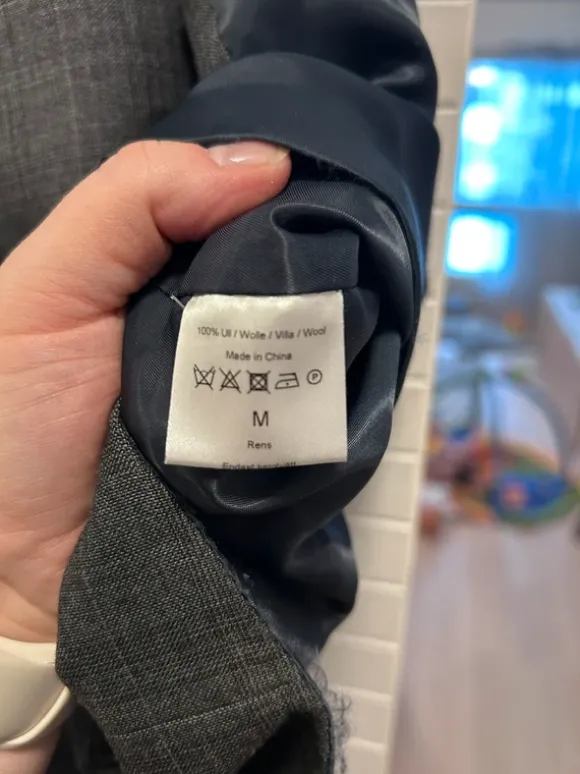 100% Ull / Wolle / Villa / Wool
Made in China
P
M
Rens